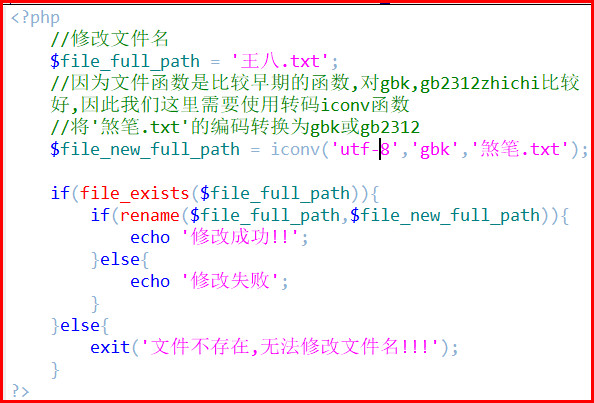 <?php
    //修改文件名
    $file_full_path = '王八.txt';
    //因为文件函数是比较早期的函数,对gbk,gb2312zhichi比较
    好,因此我们这里需要使用转码iconv函数
    //将'煞笔.txt'的编码转换为gbk或gb2312
    $file_new_full_path = iconv('utf-8','gbk','煞笔.txt');

    if(file_exists($file_full_path)){
        if(rename($file_full_path,$file_new_full_path)){
            echo '修改成功!!';
        }else{
            echo '修改失败';
        }
    }else{
        exit('文件不存在,无法修改文件名!!!');
    }
?>